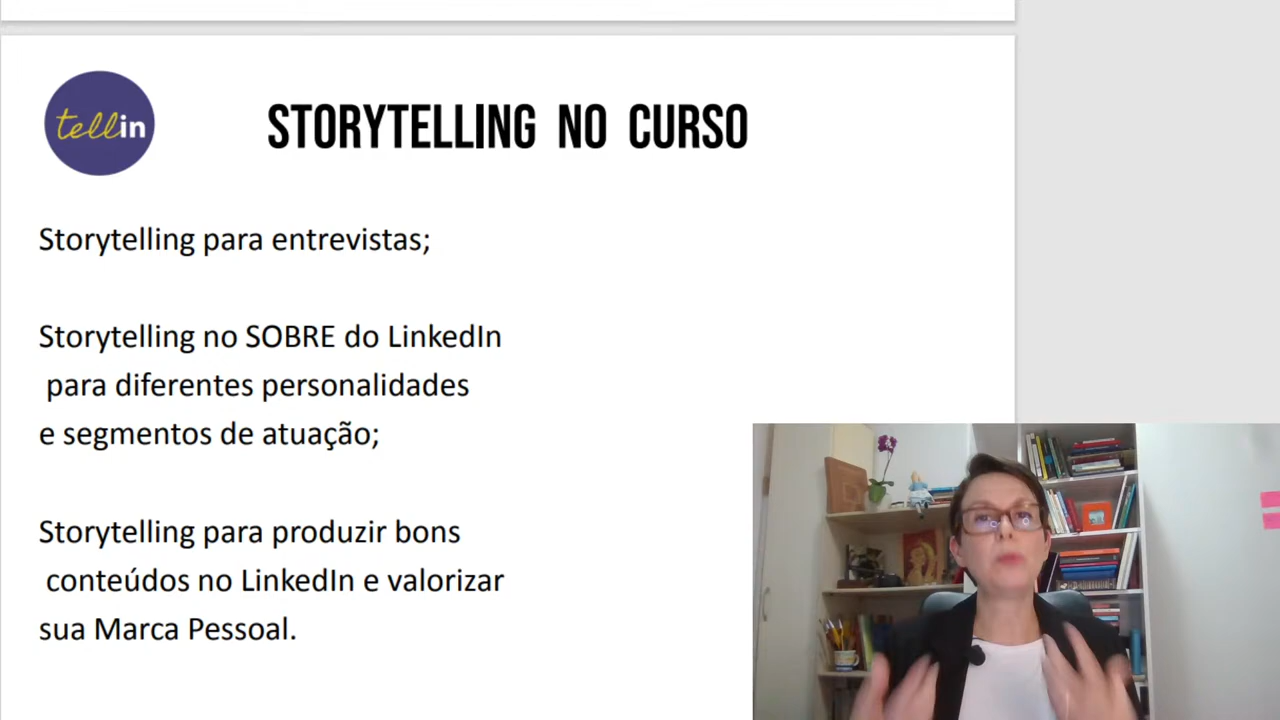 tellin
STORYTELLING NO CURSO
Storytelling para entrevistas;
Storytelling no SOBRE do LinkedIn
para diferentes personalidades
e segmentos de atuação;
Storytelling para produzir bons
conteúdos no LinkedIn e valorizar
sua Marca Pessoal.